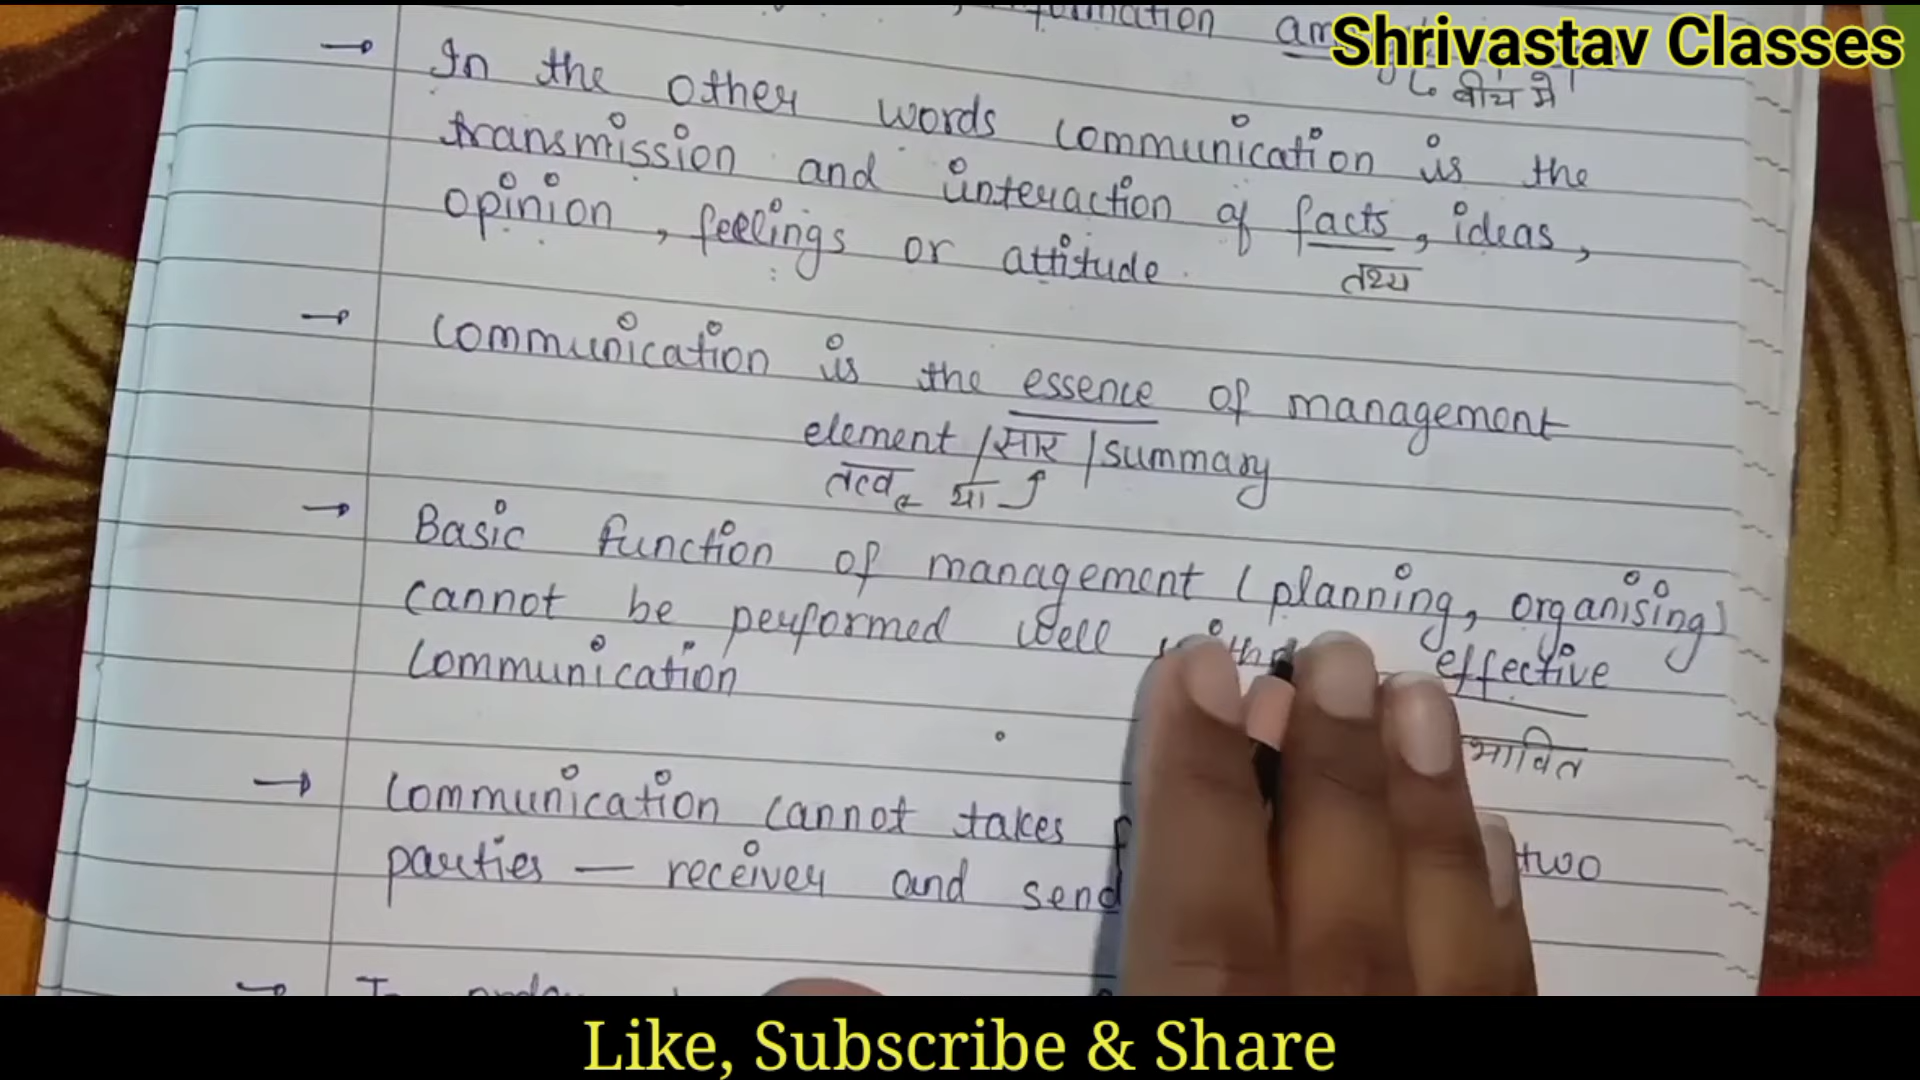 Shrivastav Classes
बीच में
→ In the other words communication is the
transmission and interaction of facts, ideas,
opinion, feelings or attitude.
तथ्य
→ Communication is the essence of management
element / सार / summary
तत्व या
→ Basic function of management (planning, organising)
cannot be performed well effective
communication
→ Communication cannot takes two
parties — receiver and
Like, Subscribe & Share